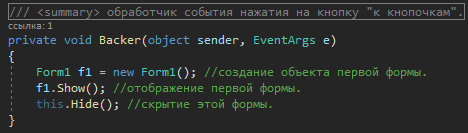 /// <summary> обработчик события нажатия на кнопку "к кнопочкам".
ссылка: 1
private void Backer(object sender, EventArgs e)
{
Form1 f1 = new Form1(); //создание объекта первой формы.
f1.Show(); //отображение первой формы.
this.Hide(); //скрытие этой формы.
}